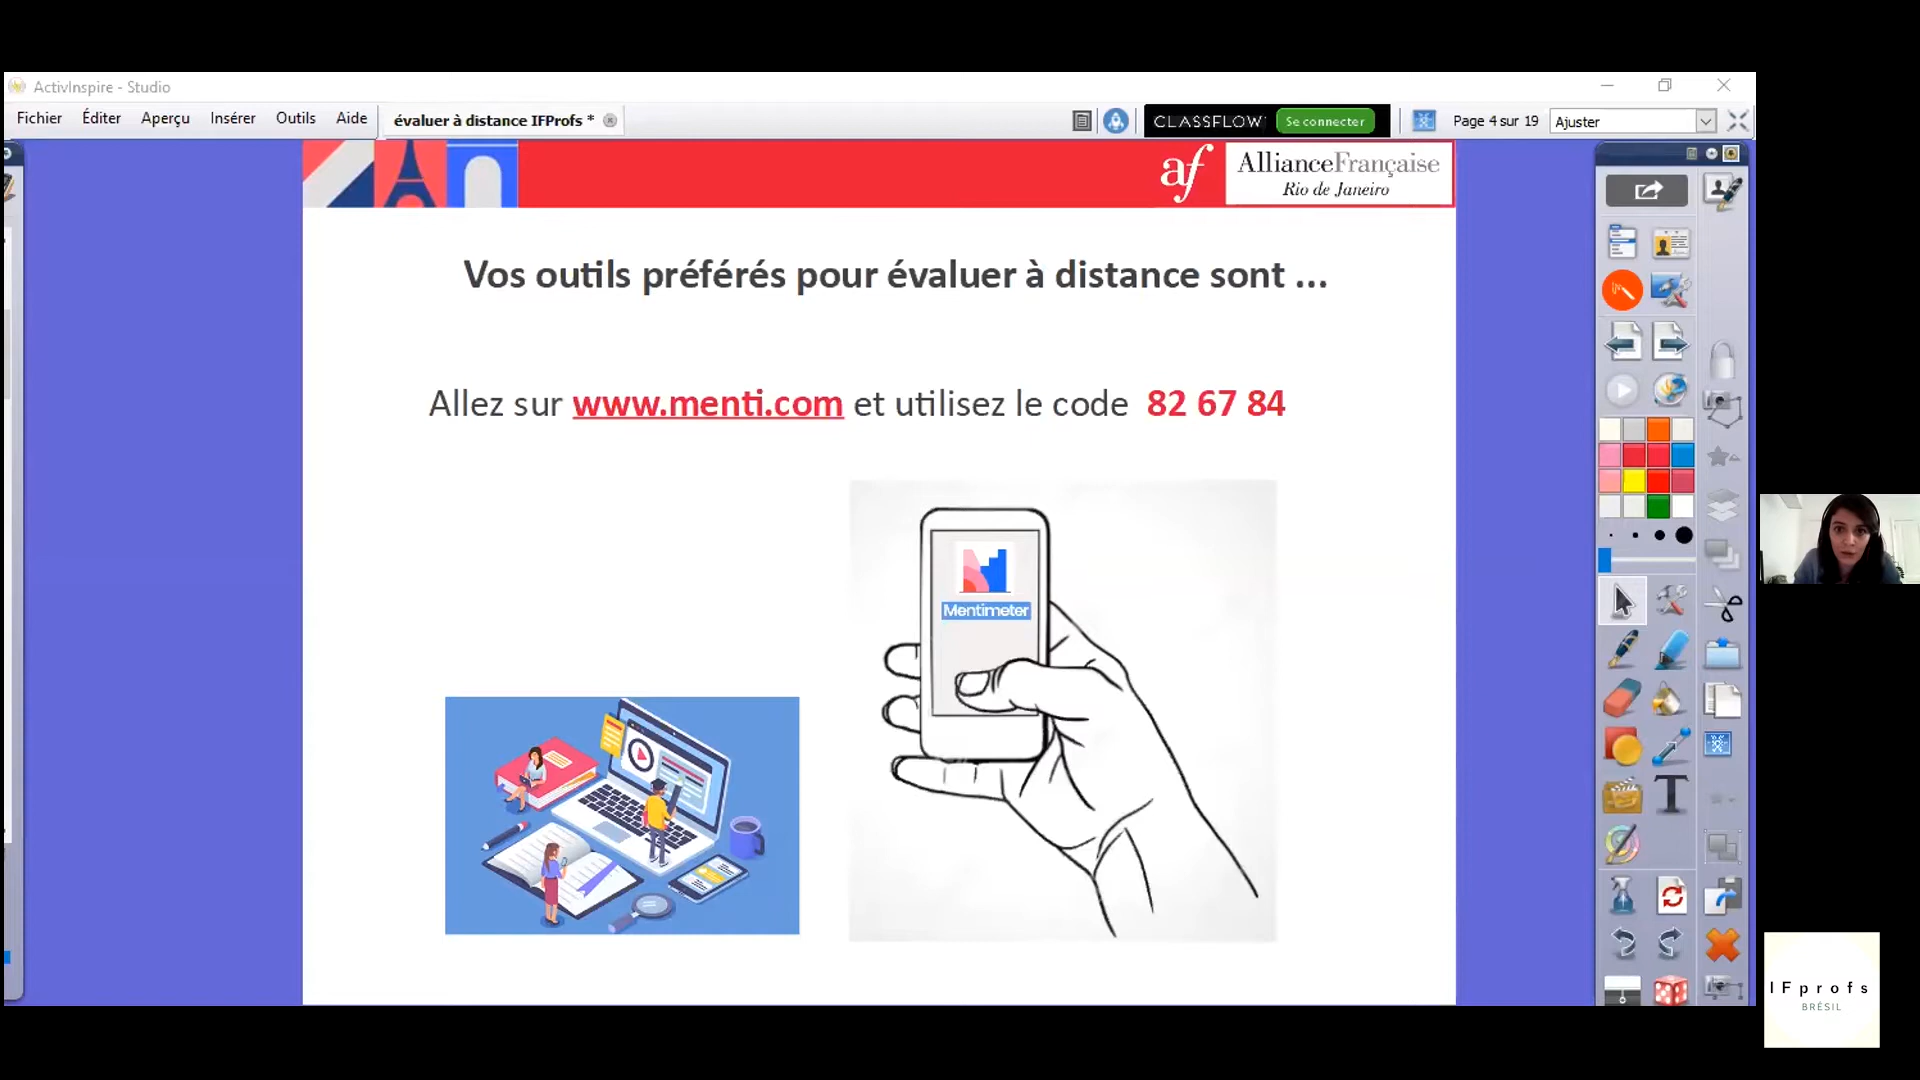 ActivInspire - Studio
Fichier Éditer Aperçu Insérer Outils Aide
évaluer à distance IFProfs *
CLASSFLOW Se connecter
Page 4 sur 19
Ajuster
af
AllianceFrançaise
Rio de Janeiro
Vos outils préférés pour évaluer à distance sont ...
Allez sur www.menti.com et utilisez le code 82 67 84
Mentimeter
T
IFprofs
BRÉSIL